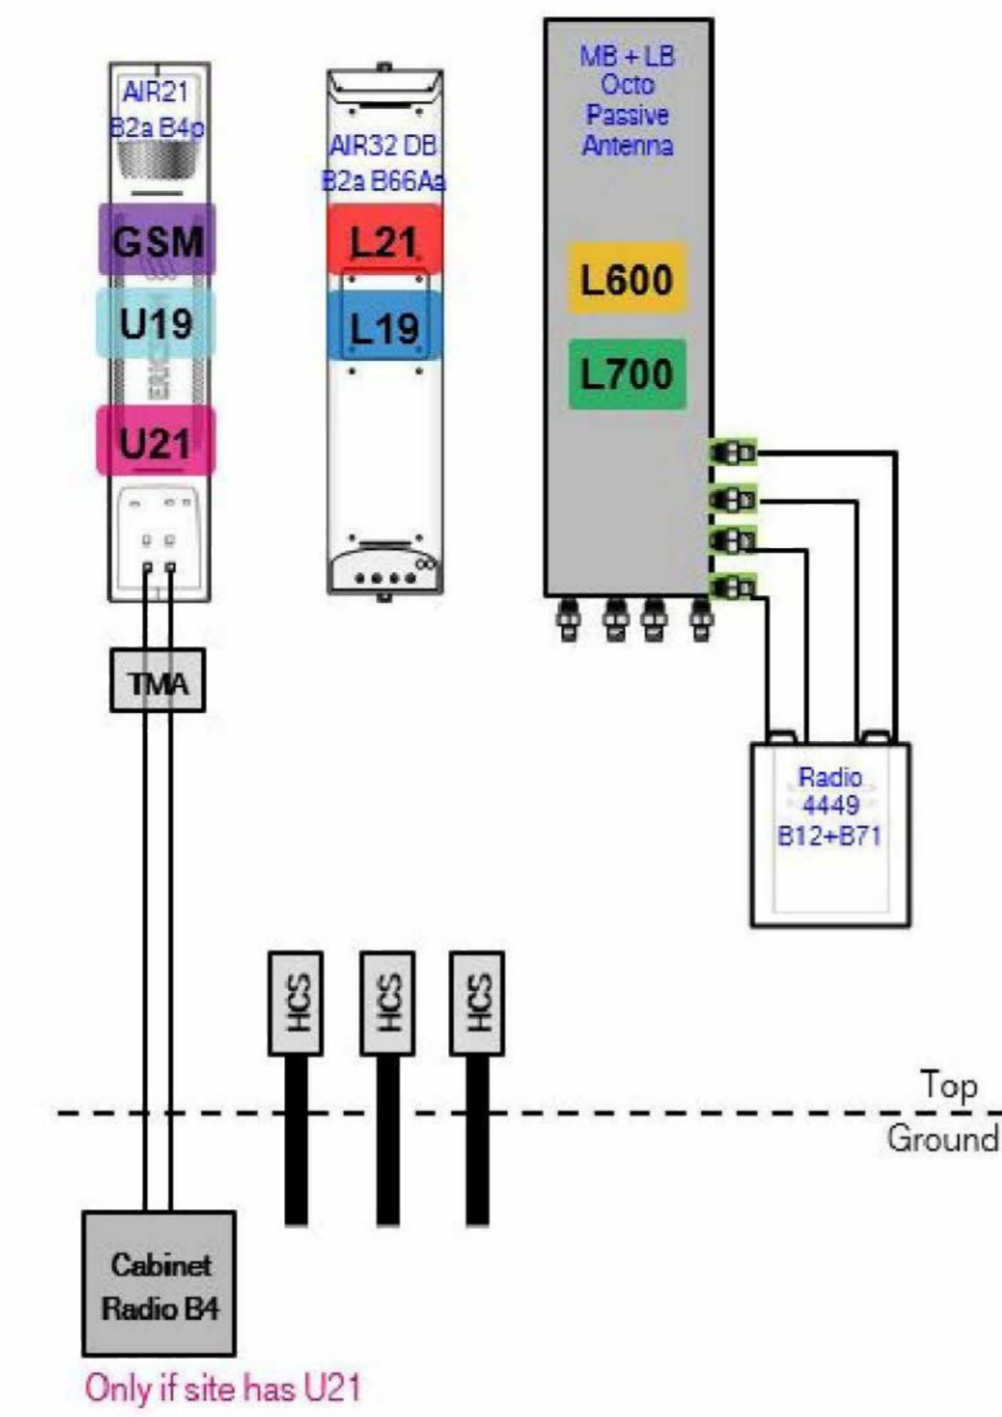 AIR21
B2a B4p
GSM
U19
U21
TMA
AIR32 DB
B2a B66Aa
L21
L19
MB + LB
Octo
Passive
Antenna
L600
L700
Radio
4449
B12+B71
HCS
HCS
HCS
Top
Ground
Cabinet
Radio B4
Only if site has U21